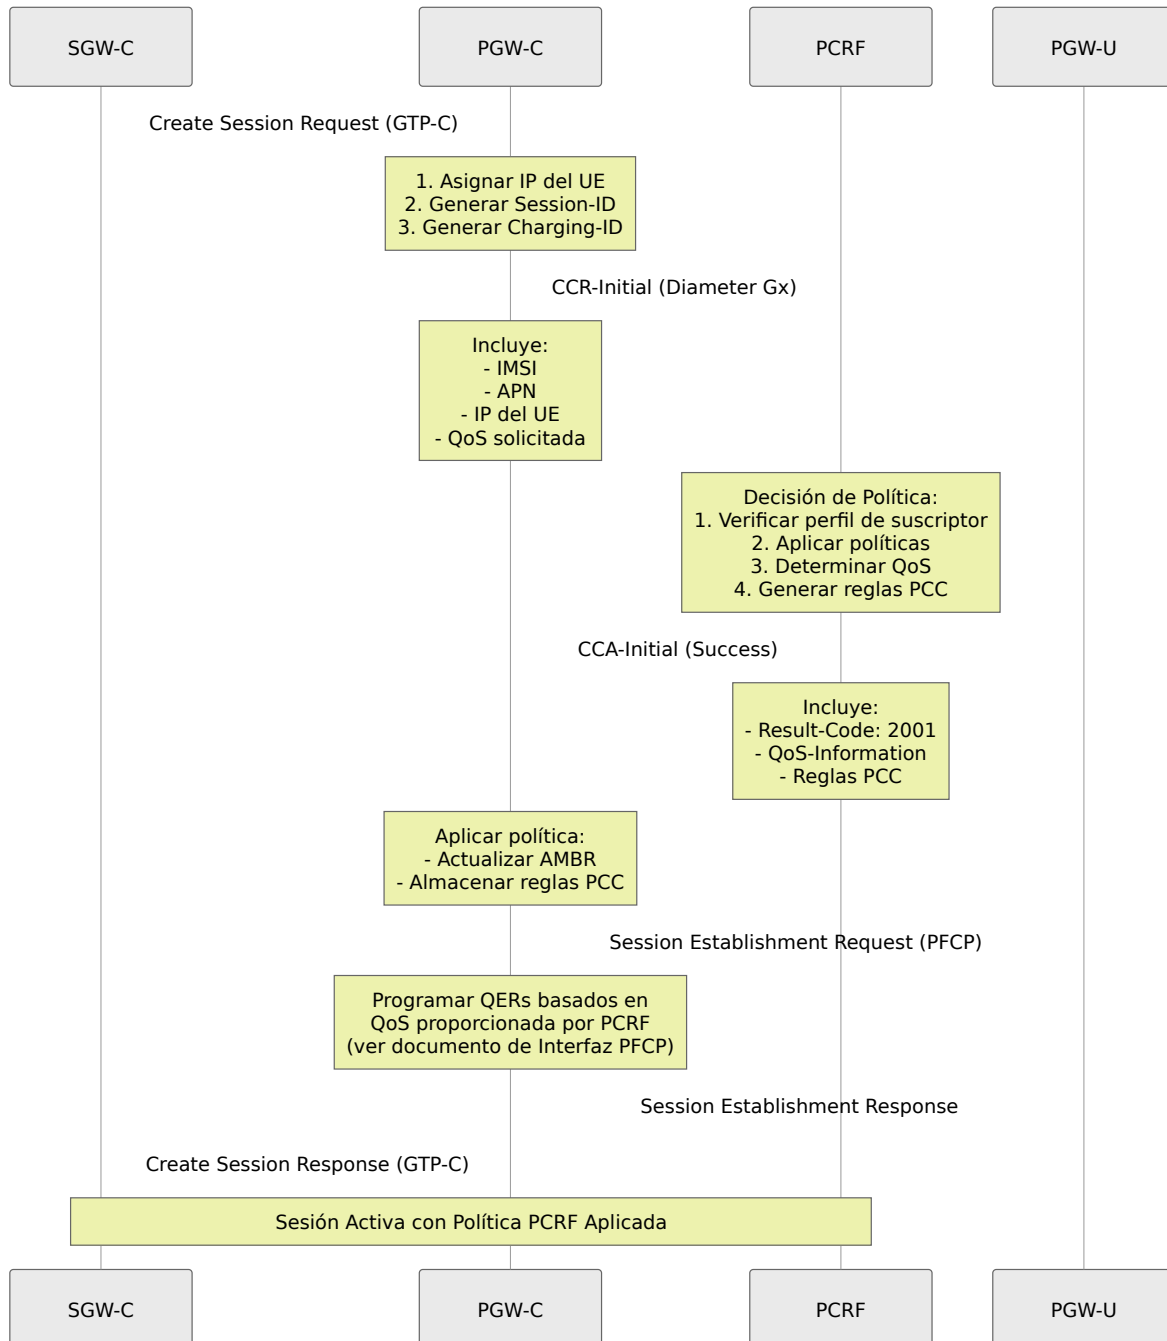 SGW-C
PGW-C
PCRF
PGW-U
Create Session Request (GTP-C)
1. Asignar IP del UE
2. Generar Session-ID
3. Generar Charging-ID
CCR-Initial (Diameter Gx)
Incluye:
- IMSI
- APN
- IP del UE
- QoS solicitada
Decisión de Política:
1. Verificar perfil de suscriptor
2. Aplicar políticas
3. Determinar QoS
4. Generar reglas PCC
CCA-Initial (Success)
Incluye:
- Result-Code: 2001
- QoS-Information
- Reglas PCC
Aplicar política:
- Actualizar AMBR
- Almacenar reglas PCC
Session Establishment Request (PFCP)
Programar QERs basados en
QoS proporcionada por PCRF
(ver documento de Interfaz PFCP)
Session Establishment Response
Create Session Response (GTP-C)
Sesión Activa con Política PCRF Aplicada
SGW-C
PGW-C
PCRF
PGW-U